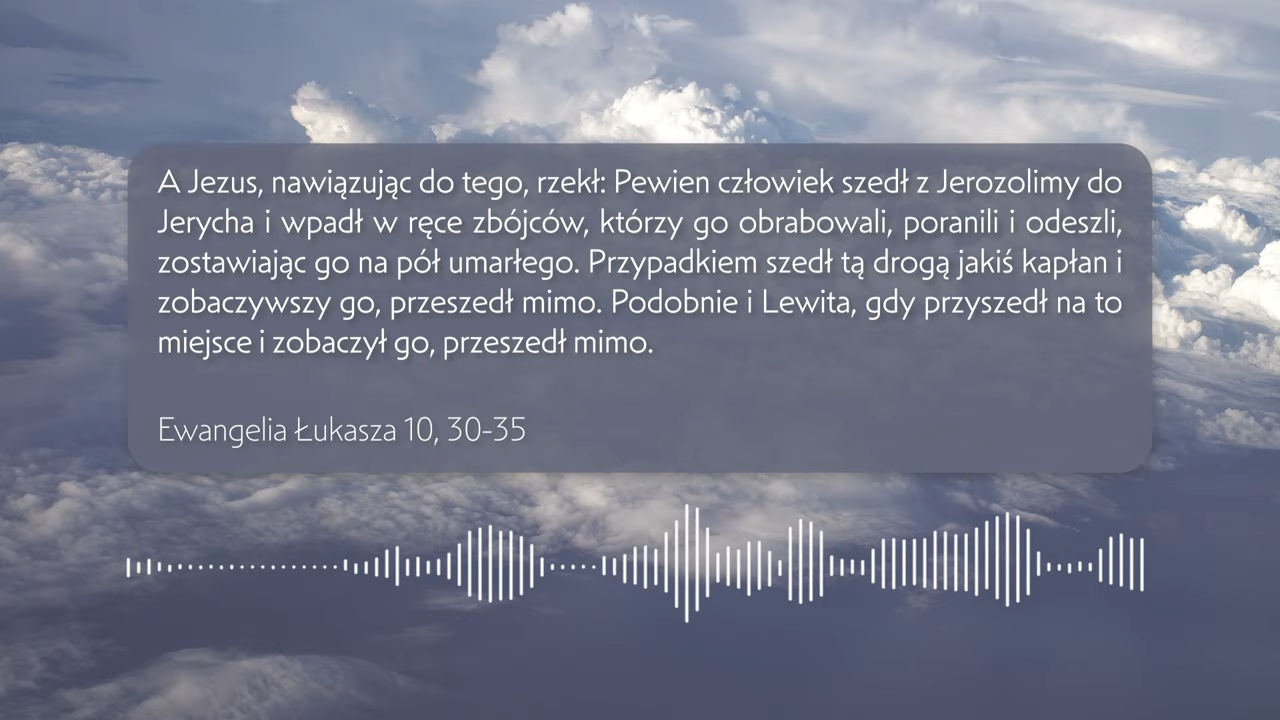 A Jezus, nawiązując do tego, rzekł: Pewien człowiek szedł z Jerozolimy do
Jerycha i wpadł w ręce zbójców, którzy go obrabowali, poranili i odeszli,
zostawiając go na pół umarłego. Przypadkiem szedł tą drogą jakiś kapłan i
zobaczywszy go, przeszedł mimo. Podobnie i Lewita, gdy przyszedł na to
miejsce i zobaczył go, przeszedł mimo.
Ewangelia Łukasza 10, 30-35